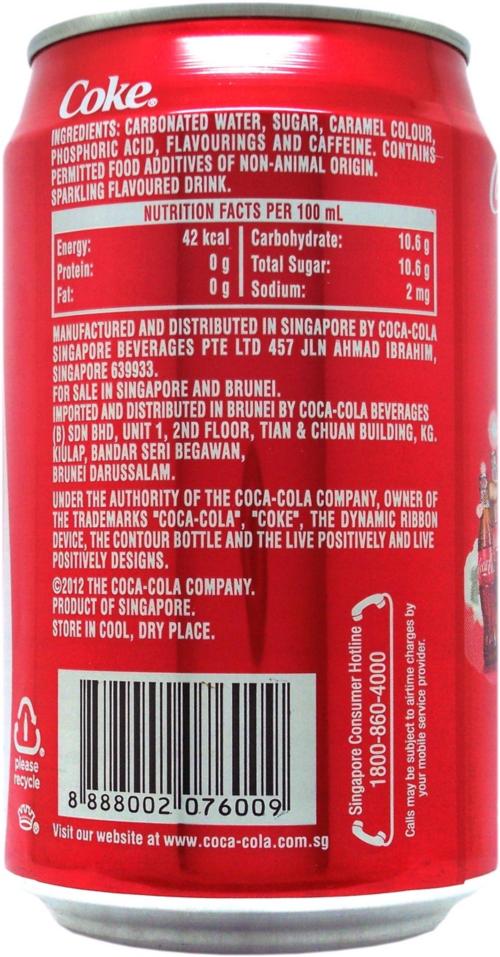 Coke®
INGREDIENTS: CARBONATED WATER, SUGAR, CARAMEL COLOUR,
PHOSPHORIC ACID, FLAVOURINGS AND CAFFEINE. CONTAINS
PERMITTED FOOD ADDITIVES OF NON-ANIMAL ORIGIN.
SPARKLING FLAVOURED DRINK.
NUTRITION FACTS PER 100 mL
Energy: 42 kcal Carbohydrate: 10.6 g
Protein: 0 g Total Sugar: 10.6 g
Fat: 0 g Sodium: 2 mg
MANUFACTURED AND DISTRIBUTED IN SINGAPORE BY COCA-COLA
SINGAPORE BEVERAGES PTE LTD 457 JLN AHMAD IBRAHIM,
SINGAPORE 639933.
FOR SALE IN SINGAPORE AND BRUNEI.
IMPORTED AND DISTRIBUTED IN BRUNEI BY COCA-COLA BEVERAGES
(B) SDN BHD, UNIT 1, 2ND FLOOR, TIAN & CHUAN BUILDING, KG.
KIULAP, BANDAR SERI BEGAWAN,
BRUNEI DARUSSALAM.
UNDER THE AUTHORITY OF THE COCA-COLA COMPANY, OWNER OF
THE TRADEMARKS "COCA-COLA", "COKE", THE DYNAMIC RIBBON
DEVICE, THE CONTOUR BOTTLE AND THE LIVE POSITIVELY AND LIVE
POSITIVELY DESIGNS.
©2012 THE COCA-COLA COMPANY.
PRODUCT OF SINGAPORE.
STORE IN COOL, DRY PLACE.
please
recycle
8 888002 076009
Visit our website at www.coca-cola.com.sg
Singapore Consumer Hotline
1800-860-4000
Calls may be subject to airtime charges by
your mobile service provider.